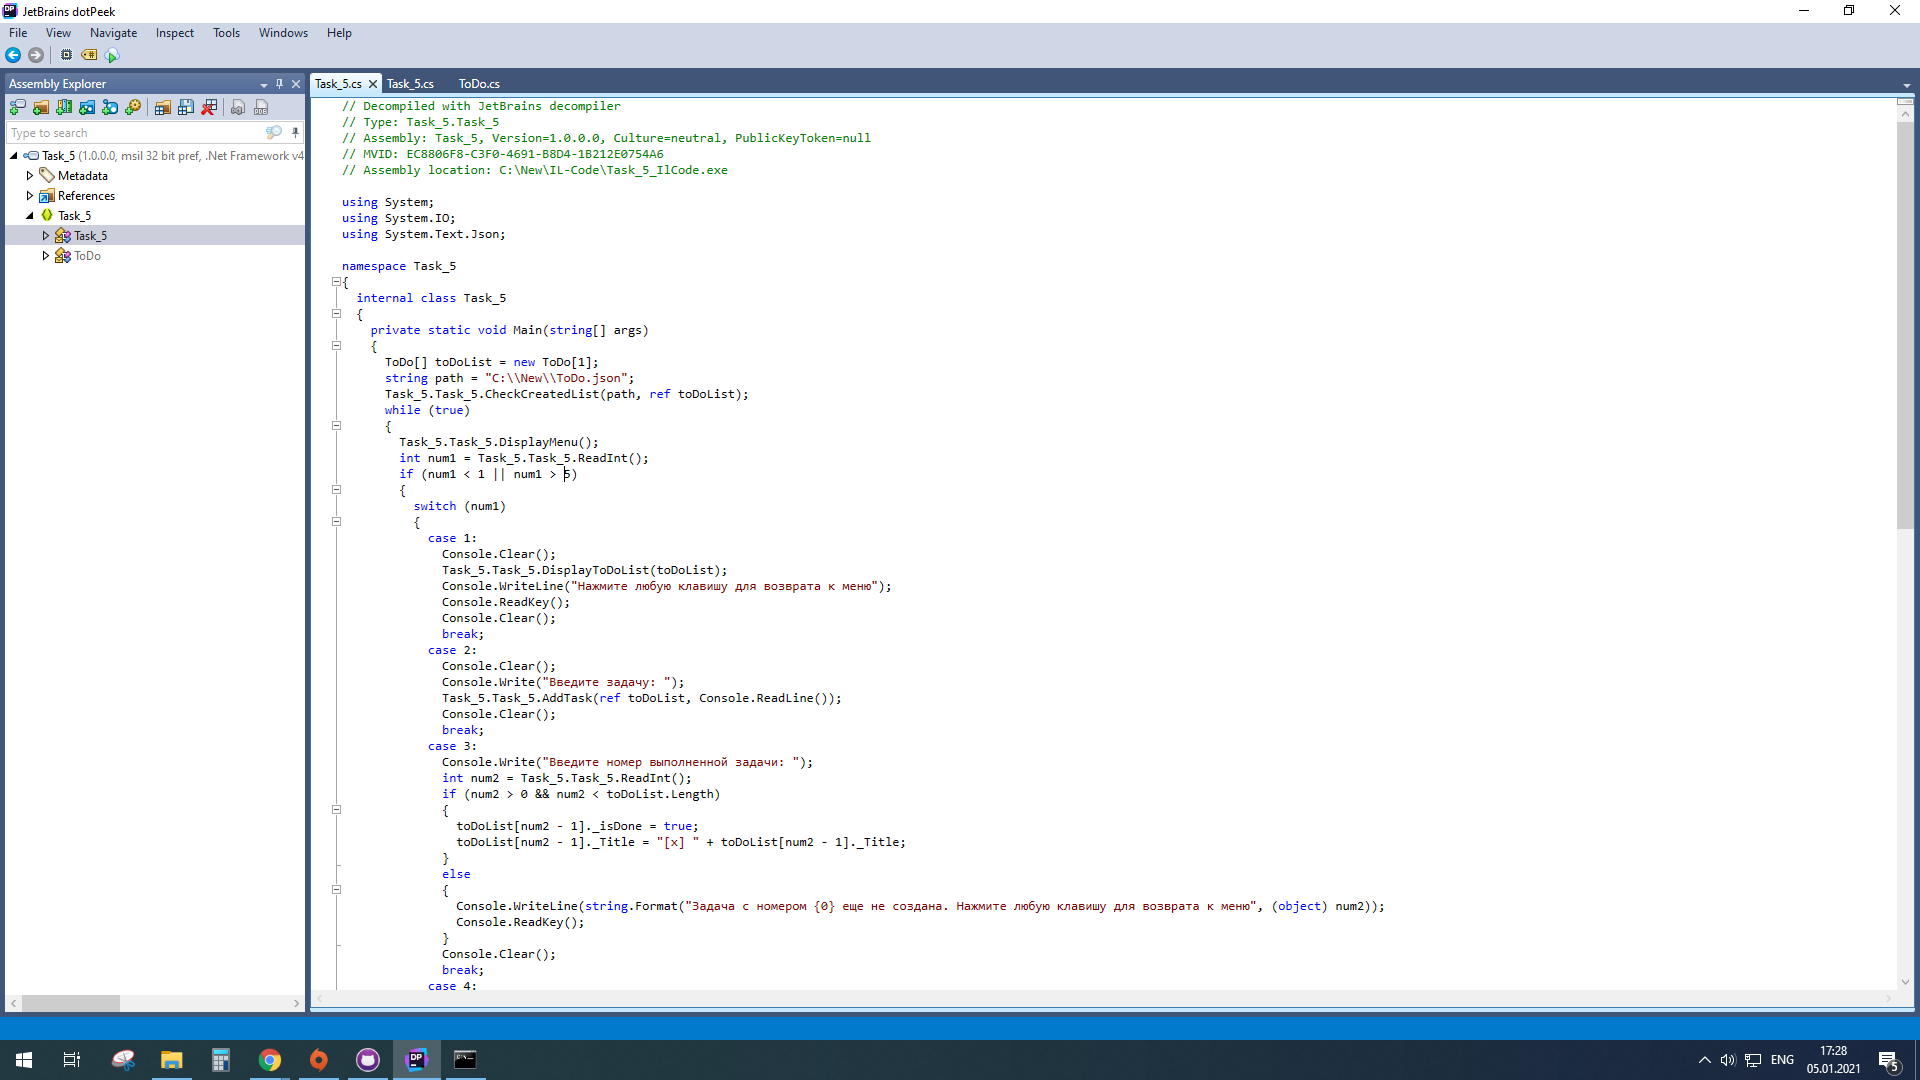 JetBrains dotPeek
File View Navigate Inspect Tools Windows Help
Assembly Explorer
Type to search
Task_5 (1.0.0.0, msil 32 bit pref, .Net Framework v4
Metadata
References
Task_5
Task_5
ToDo
Task_5.cs Task_5.cs ToDo.cs
// Decompiled with JetBrains decompiler
// Type: Task_5.Task_5
// Assembly: Task_5, Version=1.0.0.0, Culture=neutral, PublicKeyToken=null
// MVID: EC8806F8-C3F0-4691-B8D4-1B212E0754A6
// Assembly location: C:\New\IL-Code\Task_5_IlCode.exe
using System;
using System.IO;
using System.Text.Json;
namespace Task_5
{
internal class Task_5
{
private static void Main(string[] args)
{
ToDo[] toDoList = new ToDo[1];
string path = "C:\\New\\ToDo.json";
Task_5.Task_5.CheckCreatedList(path, ref toDoList);
while (true)
{
Task_5.Task_5.DisplayMenu();
int num1 = Task_5.Task_5.ReadInt();
if (num1 < 1 || num1 > 5)
{
switch (num1)
{
case 1:
Console.Clear();
Task_5.Task_5.DisplayToDoList(toDoList);
Console.WriteLine("Нажмите любую клавишу для возврата к меню");
Console.ReadKey();
Console.Clear();
break;
case 2:
Console.Clear();
Console.Write("Введите задачу: ");
Task_5.Task_5.AddTask(ref toDoList, Console.ReadLine());
Console.Clear();
break;
case 3:
Console.Write("Введите номер выполненной задачи: ");
int num2 = Task_5.Task_5.ReadInt();
if (num2 > 0 && num2 < toDoList.Length)
{
toDoList[num2 - 1]._isDone = true;
toDoList[num2 - 1]._Title = "[x] " + toDoList[num2 - 1]._Title;
}
else
{
Console.WriteLine(string.Format("Задача с номером {0} еще не создана. Нажмите любую клавишу для возврата к меню", (object) num2));
Console.ReadKey();
}
Console.Clear();
break;
case 4:
ENG
17:28
05.01.2021
5